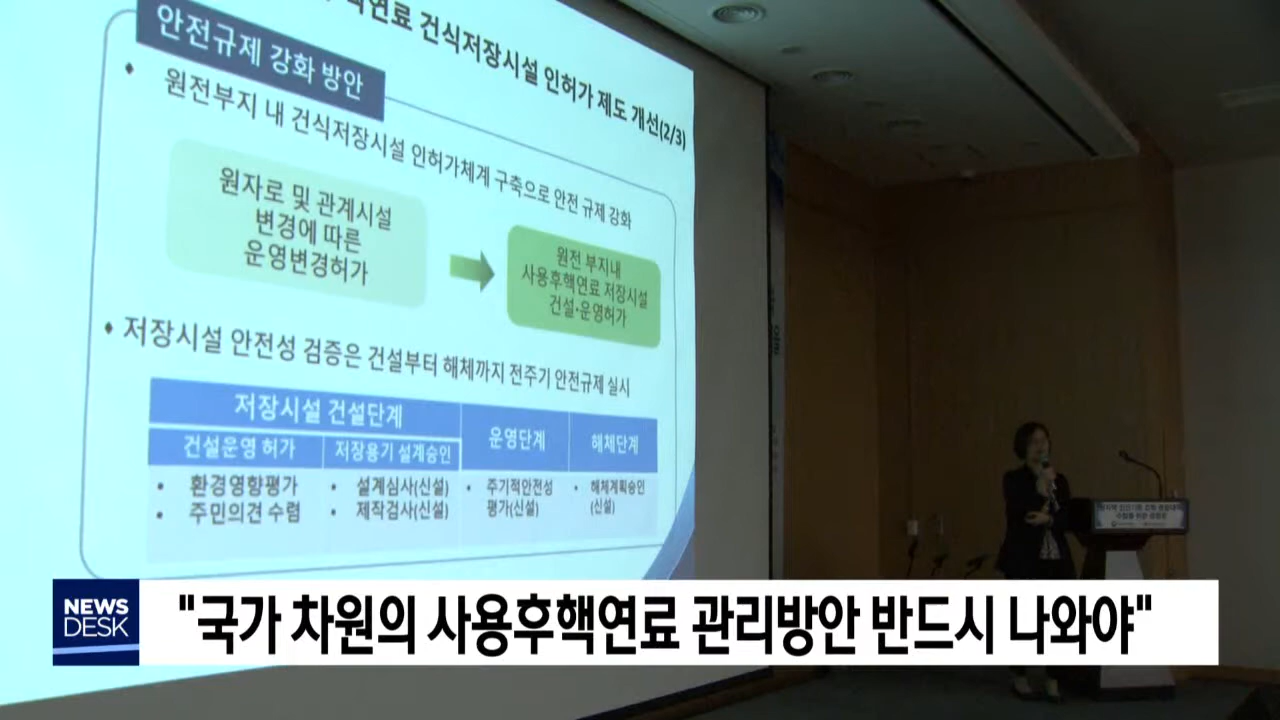 핵연료 건식저장시설 인허가 제도 개선(2/3)
안전규제 강화 방안
• 원전부지 내 건식저장시설 인허가체계 구축으로 안전 규제 강화
원자로 및 관계시설
변경에 따른
운영변경허가
원전 부지내
사용후핵연료 저장시설
건설·운영허가
• 저장시설 안전성 검증은 건설부터 해체까지 전주기 안전규제 실시
저장시설 건설단계
운영단계
해체단계
건설운영 허가
저장용기 설계승인
• 환경영향평가
• 주민의견 수렴
• 설계심사(신설)
• 제작검사(신설)
• 주기적안전성
평가(신설)
• 해체계획승인
(신설)
NEWS
DESK
"국가 차원의 사용후핵연료 관리방안 반드시 나와야"